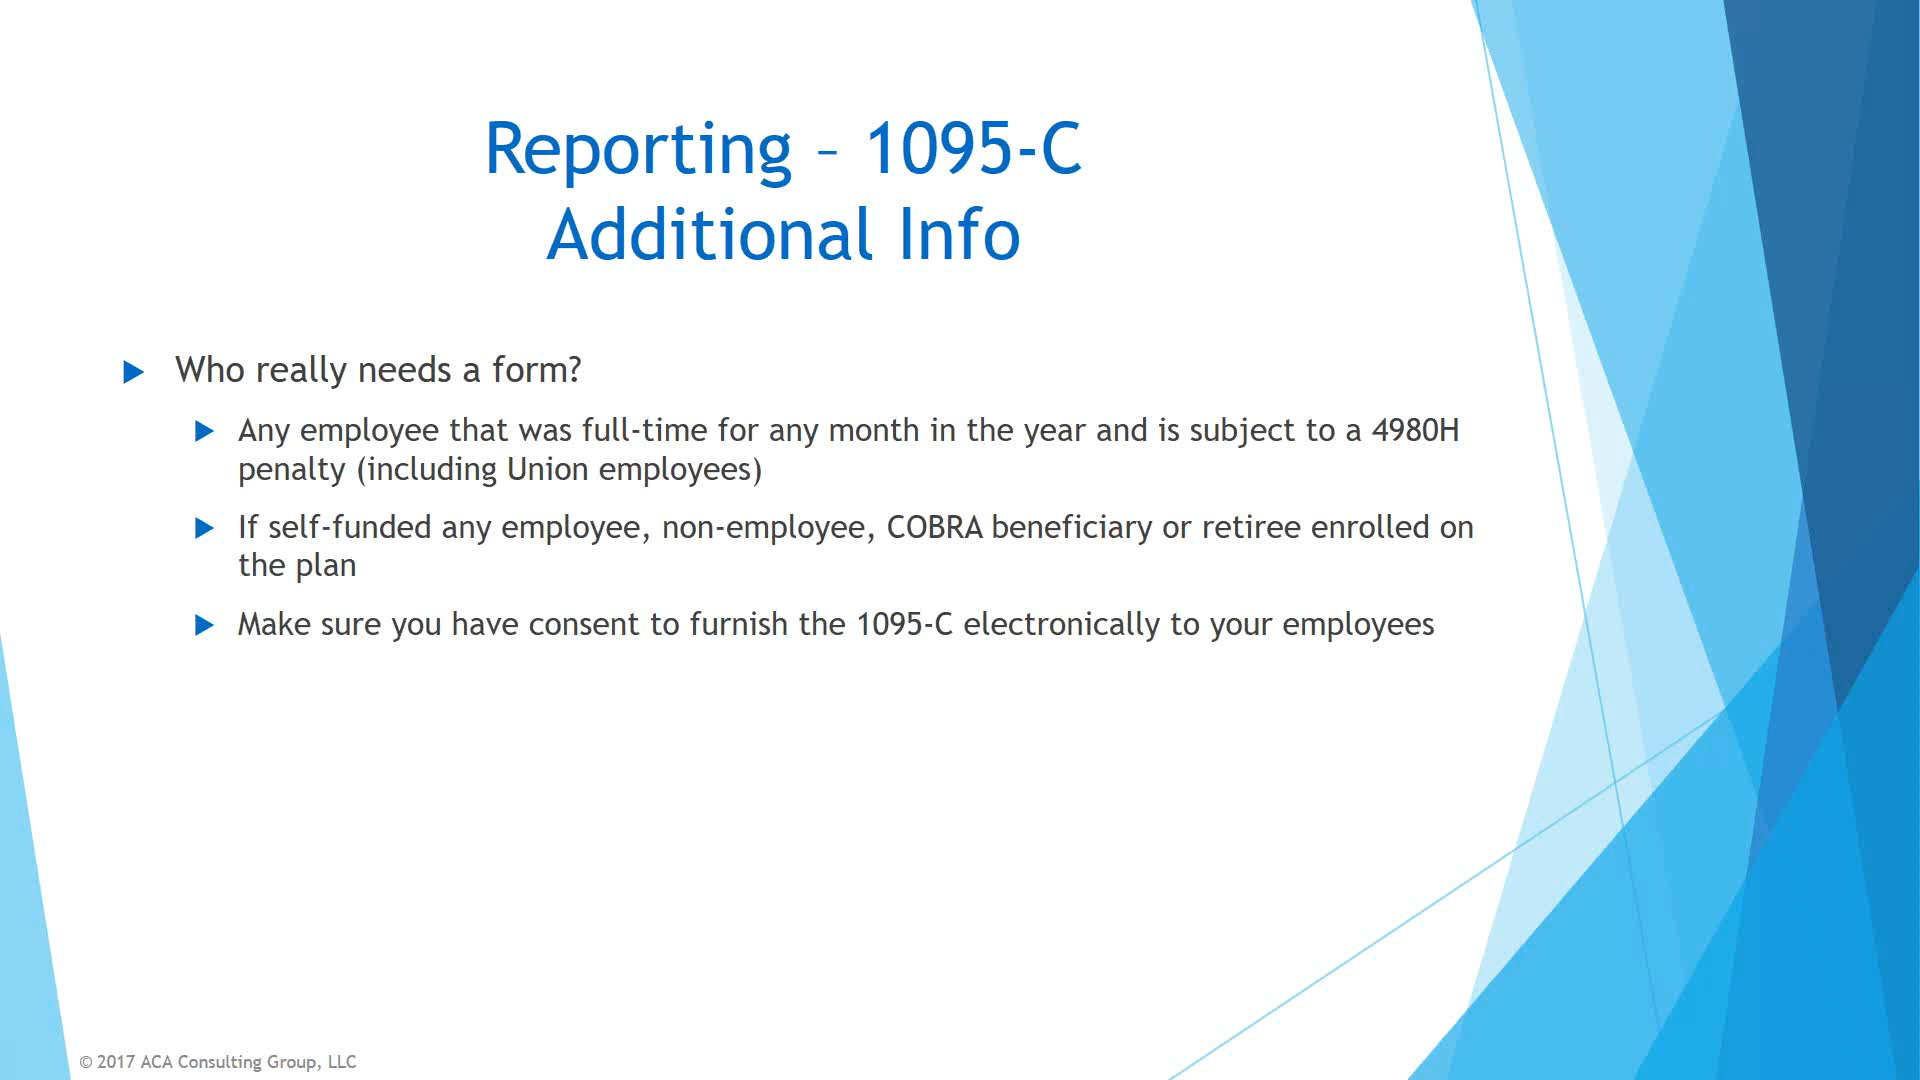 Reporting – 1095-C
Additional Info
Who really needs a form?
Any employee that was full-time for any month in the year and is subject to a 4980H
penalty (including Union employees)
If self-funded any employee, non-employee, COBRA beneficiary or retiree enrolled on
the plan
Make sure you have consent to furnish the 1095-C electronically to your employees
© 2017 ACA Consulting Group, LLC